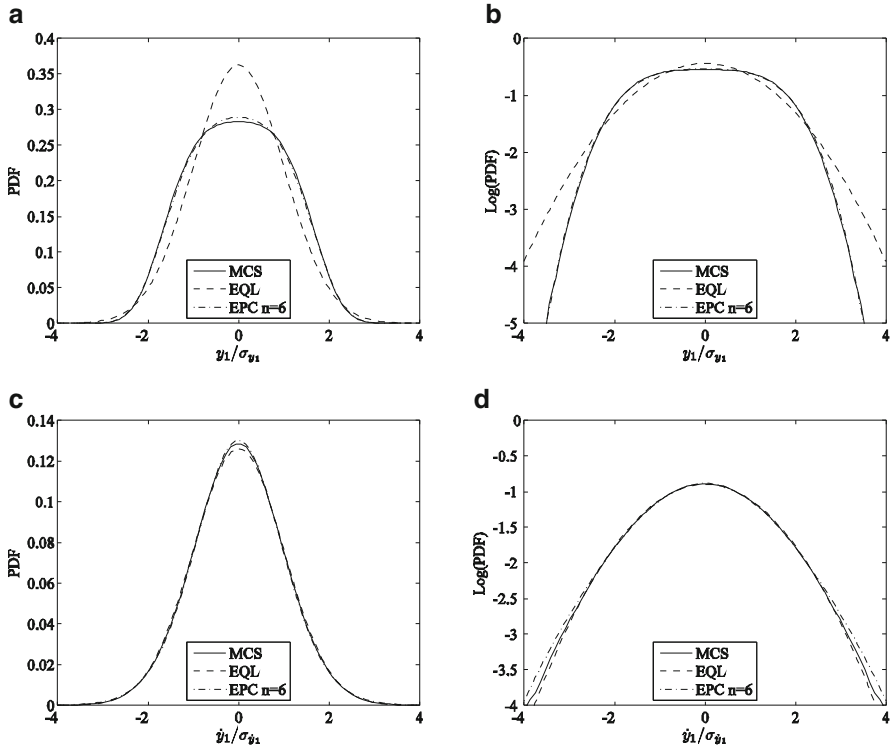 a
0.4
0.35
0.3
0.25
0.2
0.15
0.1
0.05
0
PDF
-4 -2 0 2 4
y₁/σ_y₁
MCS
EQL
EPC n=6
b
0
-1
-2
-3
-4
-5
Log(PDF)
-4 -2 0 2 4
y₁/σ_y₁
MCS
EQL
EPC n=6
c
0.14
0.12
0.1
0.08
0.06
0.04
0.02
0
PDF
-4 -2 0 2 4
ẏ₁/σ_ẏ₁
MCS
EQL
EPC n=6
d
0
-0.5
-1
-1.5
-2
-2.5
-3
-3.5
-4
Log(PDF)
-4 -2 0 2 4
ẏ₁/σ_ẏ₁
MCS
EQL
EPC n=6